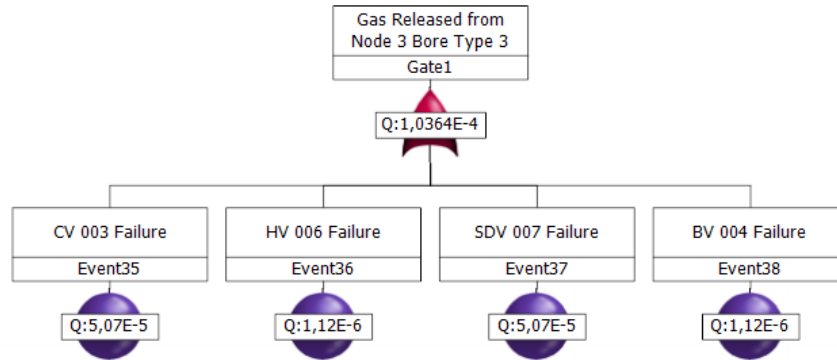 Gas Released from
Node 3 Bore Type 3
Gate1
Q:1,0364E-4
CV 003 Failure
HV 006 Failure
SDV 007 Failure
BV 004 Failure
Event35
Event36
Event37
Event38
Q:5,07E-5
Q:1,12E-6
Q:5,07E-5
Q:1,12E-6